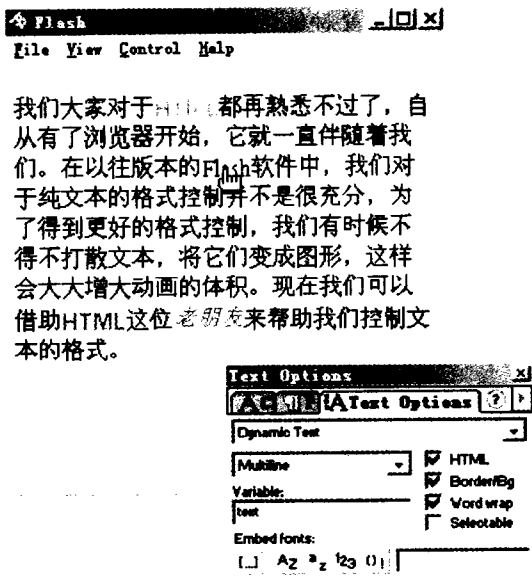 Flash
File View Control Help
我们大家对于HTML都再熟悉不过了，自
从有了浏览器开始，它就一直伴随着我
们。在以往版本的Flash软件中，我们对
于纯文本的格式控制并不是很充分，为
了得到更好的格式控制，我们有时候不
得不打散文本，将它们变成图形，这样
会大大增大动画的体积。现在我们可以
借助HTML这位老朋友来帮助我们控制文
本的格式。
Text Options
Text Options
Dynamic Text
Multiline
HTML
Border/Bg
Variable:
Word wrap
text
Selectable
Embed fonts:
[...] Az az 123 ()!